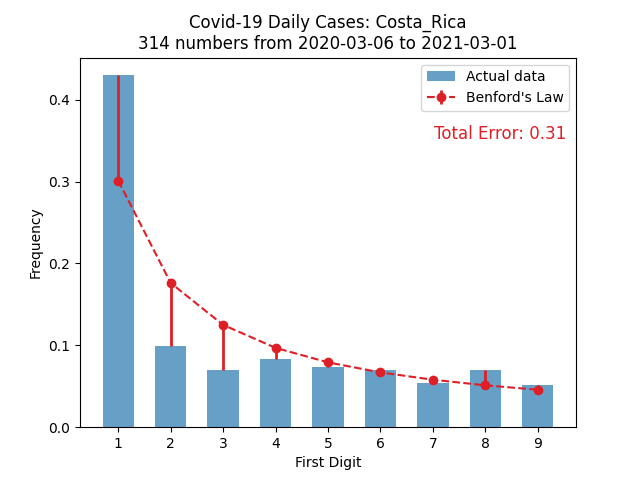 Covid-19 Daily Cases: Costa_Rica
314 numbers from 2020-03-06 to 2021-03-01
Actual data
Benford's Law
Total Error: 0.31
Frequency
0.4
0.3
0.2
0.1
0.0
1 2 3 4 5 6 7 8 9
First Digit